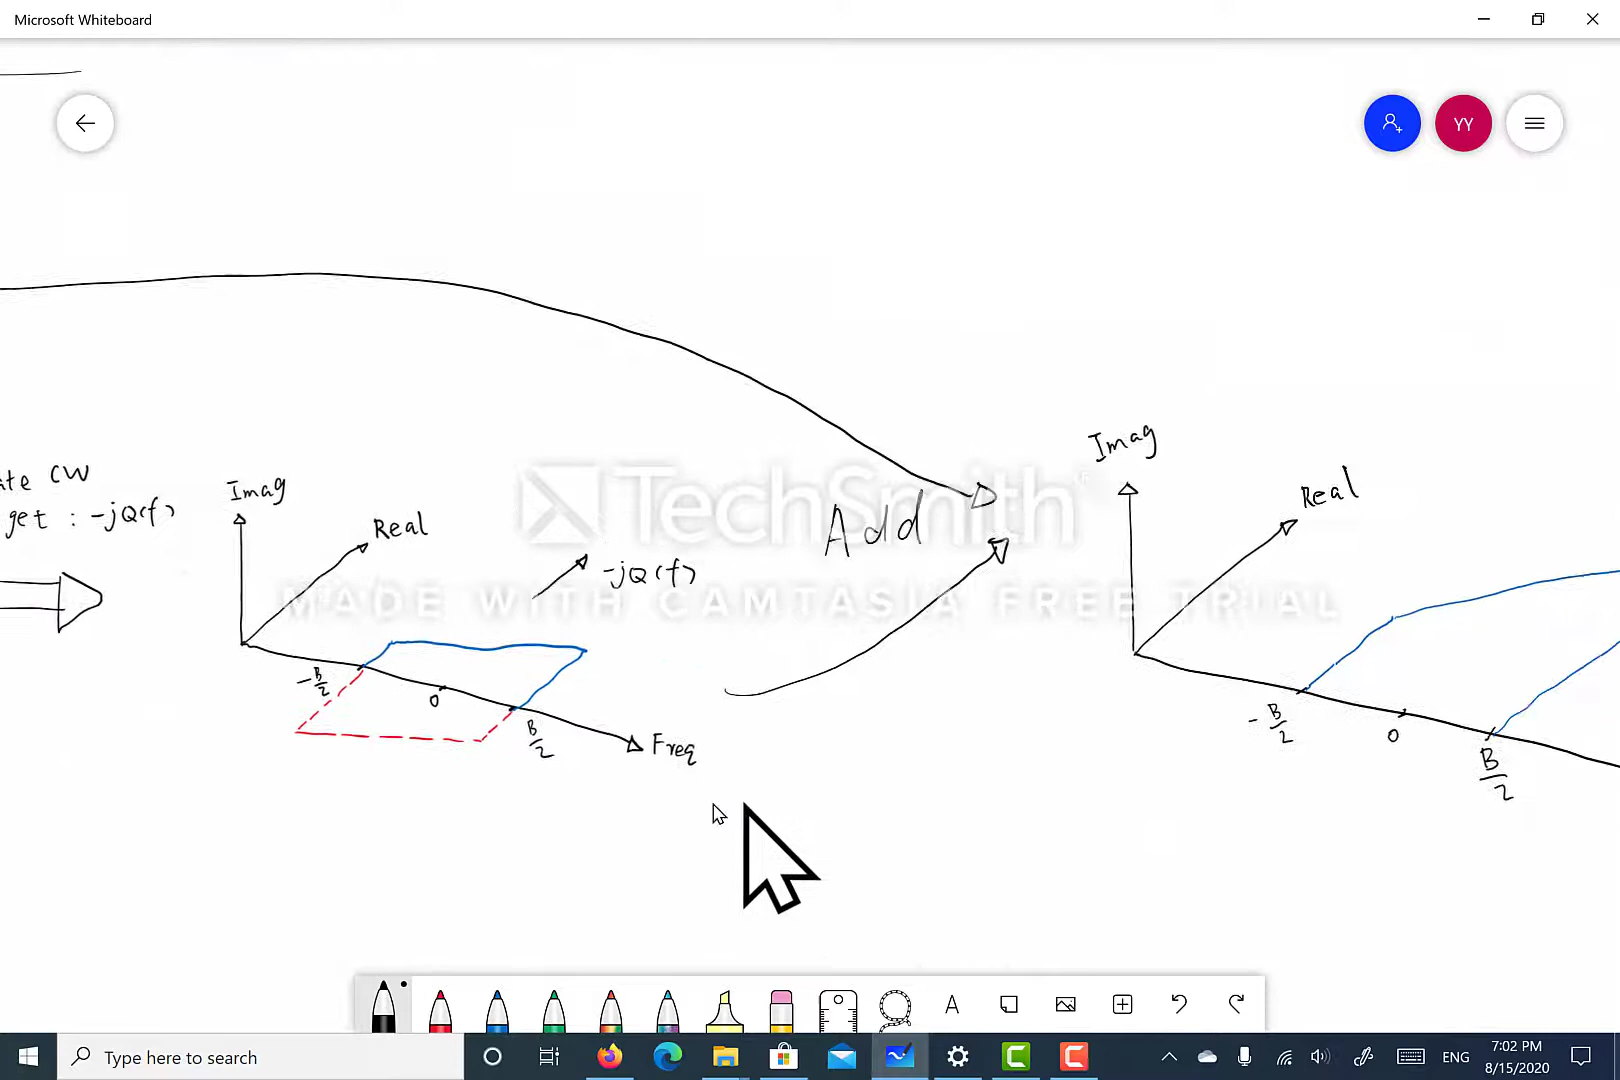 Microsoft Whiteboard
YY
ate CW
get : -jQ(f)
Imag
Real
-jQ(f)
-B/2
0
B/2
Freq
Add
Imag
Real
-B/2
0
B/2
TechSmith
MADE WITH CAMTASIA FREE TRIAL
A
Type here to search
ENG
7:02 PM
8/15/2020